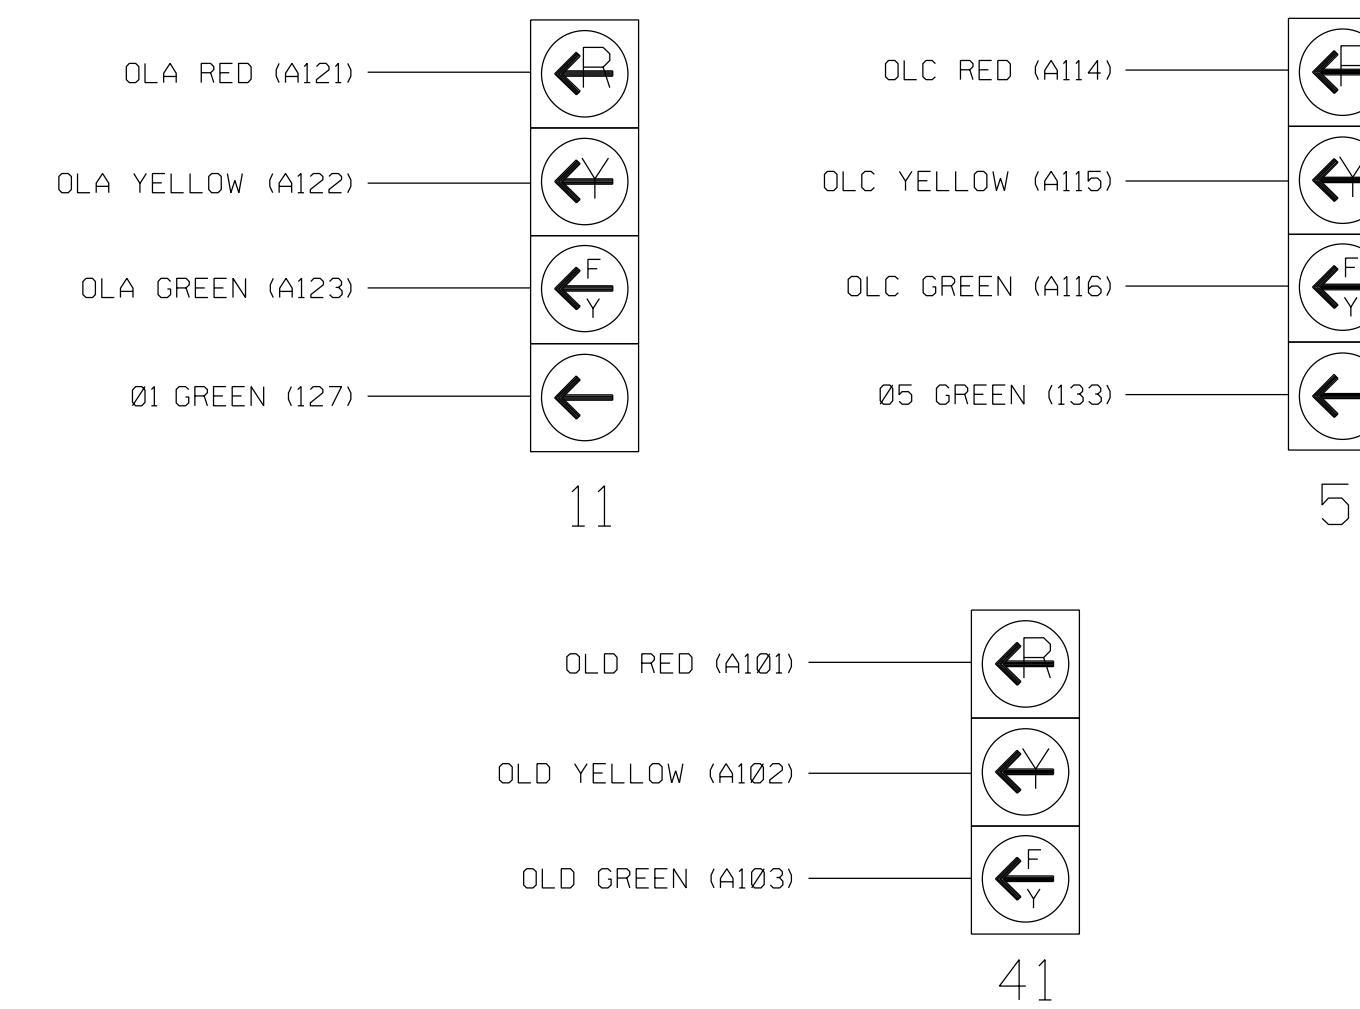 OLA RED (A121)
R
OLA YELLOW (A122)
Y
OLA GREEN (A123)
F
Y
Ø1 GREEN (127)
11
OLC RED (A114)
OLC YELLOW (A115)
Y
OLC GREEN (A116)
F
Y
Ø5 GREEN (133)
5
OLD RED (A1Ø1)
R
OLD YELLOW (A1Ø2)
Y
OLD GREEN (A1Ø3)
F
Y
41